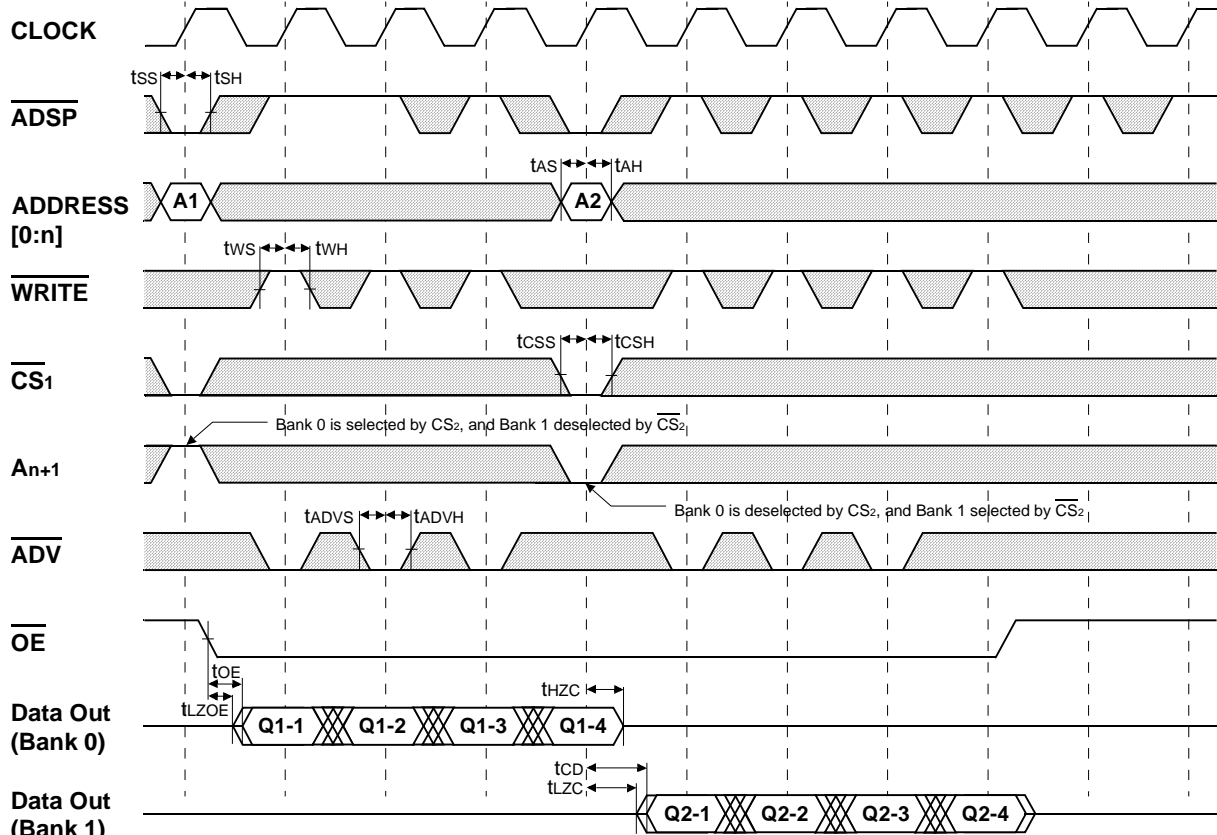 CLOCK
tSS tSH
ADSP
tAS tAH
ADDRESS
[0:n]
A1 A2
tWS tWH
WRITE
tCSS tCSH
CS1
Bank 0 is selected by CS2, and Bank 1 deselected by CS2
An+1
Bank 0 is deselected by CS2, and Bank 1 selected by CS2
tADVS tADVH
ADV
OE
tOE
tHZC
tLZOE
Data Out
(Bank 0)
Q1-1 Q1-2 Q1-3 Q1-4
tCD
tLZC
Data Out
(Bank 1)
Q2-1 Q2-2 Q2-3 Q2-4